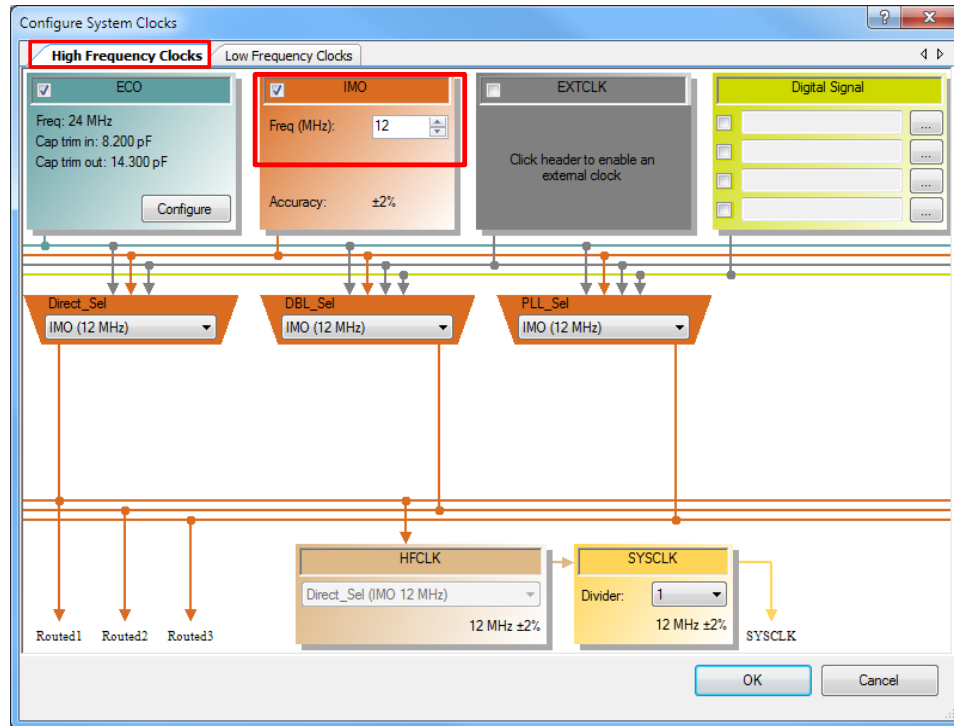 Configure System Clocks
High Frequency Clocks
Low Frequency Clocks
ECO
Freq: 24 MHz
Cap trim in: 8.200 pF
Cap trim out: 14.300 pF
Configure
IMO
Freq (MHz): 12
Accuracy: ±2%
EXTCLK
Click header to enable an
external clock
Digital Signal
...
...
...
...
Direct_Sel
IMO (12 MHz)
DBL_Sel
IMO (12 MHz)
PLL_Sel
IMO (12 MHz)
Routed1 Routed2 Routed3
HFCLK
Direct_Sel (IMO 12 MHz)
12 MHz ±2%
SYSCLK
Divider: 1
12 MHz ±2%
SYSCLK
OK
Cancel